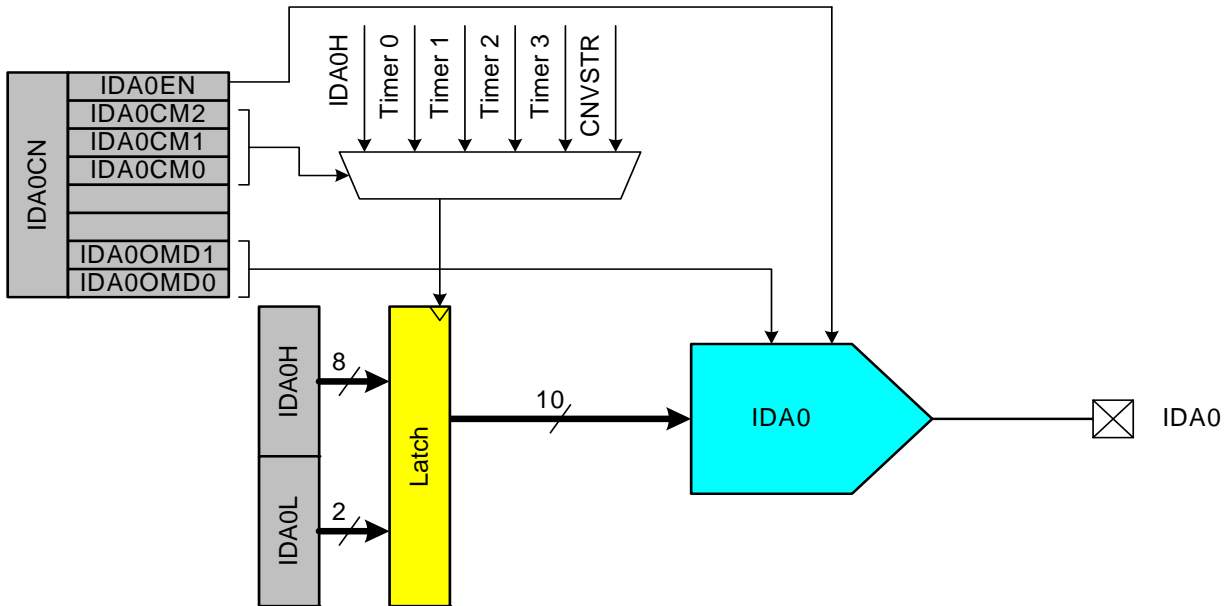 IDA0CN
IDA0EN
IDA0CM2
IDA0CM1
IDA0CM0
IDA0OMD1
IDA0OMD0
IDA0H
Timer 0
Timer 1
Timer 2
Timer 3
CNVSTR
IDA0H
8
IDA0L
2
Latch
10
IDA0
IDA0